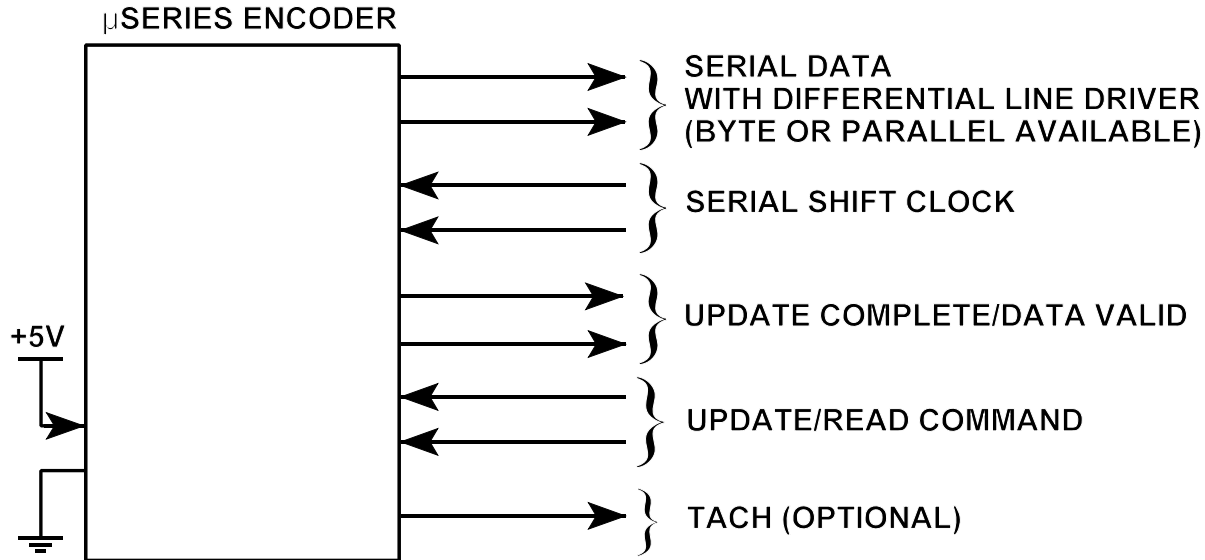 µSERIES ENCODER
SERIAL DATA
WITH DIFFERENTIAL LINE DRIVER
(BYTE OR PARALLEL AVAILABLE)
SERIAL SHIFT CLOCK
UPDATE COMPLETE/DATA VALID
+5V
UPDATE/READ COMMAND
TACH (OPTIONAL)